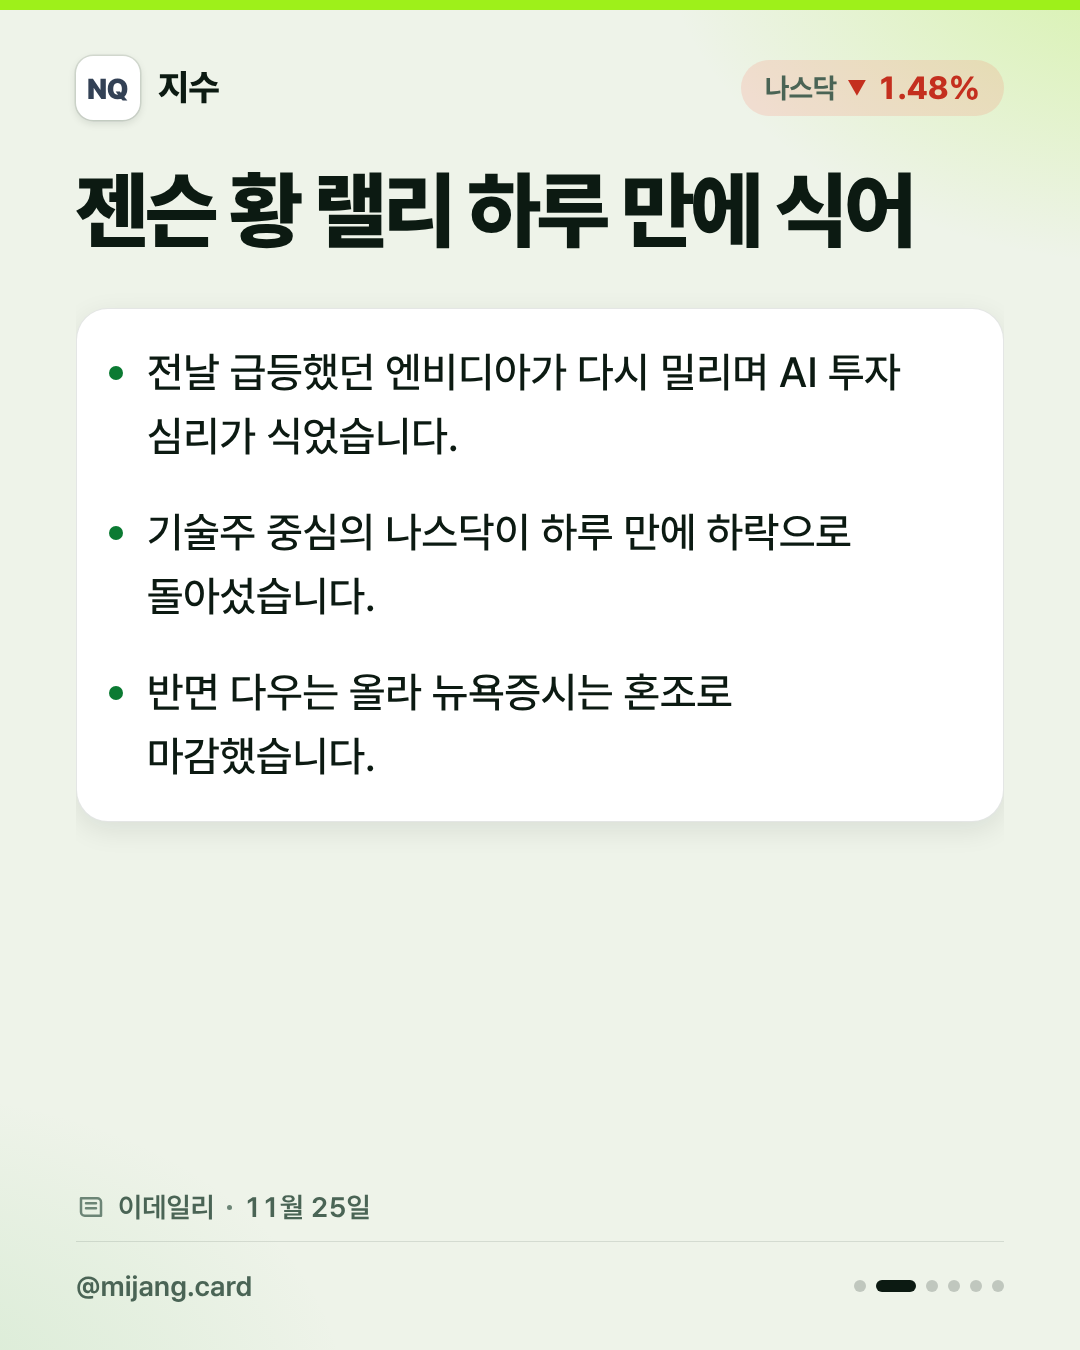 NQ 지수
나스닥 ▼ 1.48%
젠슨 황 랠리 하루 만에 식어
• 전날 급등했던 엔비디아가 다시 밀리며 AI 투자
심리가 식었습니다.
• 기술주 중심의 나스닥이 하루 만에 하락으로
돌아섰습니다.
• 반면 다우는 올라 뉴욕증시는 혼조로
마감했습니다.
이데일리 · 11월 25일
@mijang.card